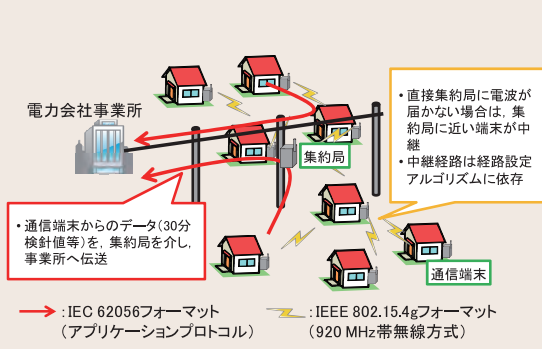 電力会社事業所
・直接集約局に電波が
届かない場合は，集
約局に近い端末が中
継
・中継経路は経路設定
アルゴリズムに依存
集約局
・通信端末からのデータ（30分
検針値等）を，集約局を介し，
事業所へ伝送
通信端末
：IEC 62056フォーマット
（アプリケーションプロトコル）
：IEEE 802.15.4gフォーマット
（920 MHz帯無線方式）